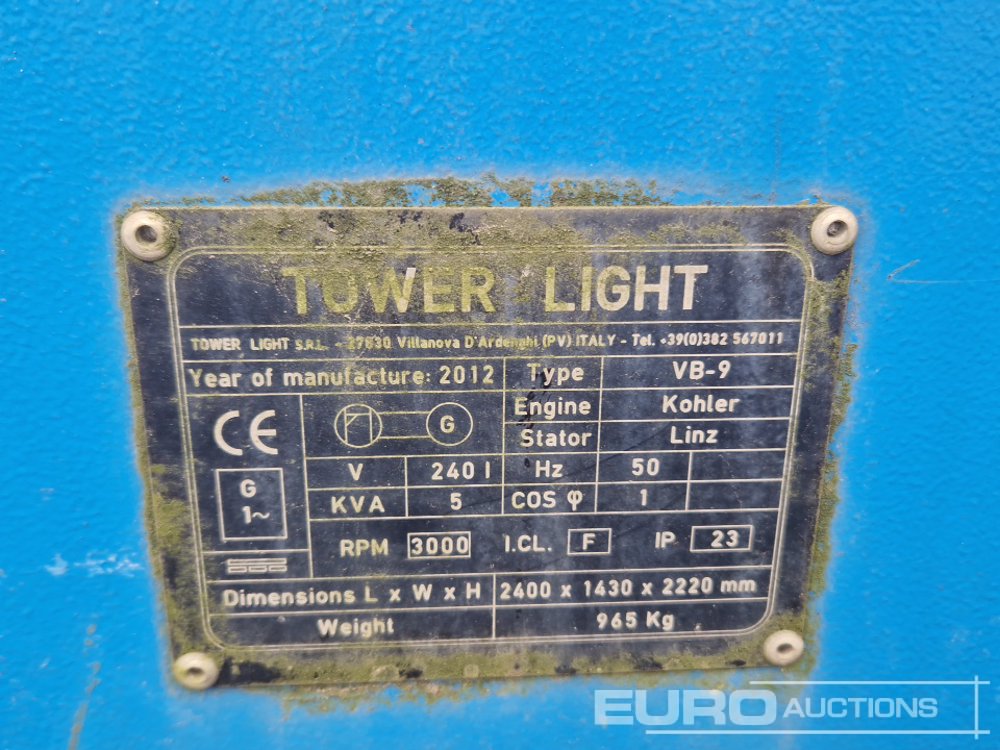 TOWER LIGHT
TOWER LIGHT S.R.L. - 27030 Villanova D'Ardenghi (PV) ITALY - Tel. +39(0)382 567011
Year of manufacture: 2012 Type VB-9
Engine Kohler
CE G Stator Linz
V 240 I Hz 50
G
1~ KVA 5 COS φ 1
RPM 3000 I.CL. F IP 23
Dimensions L x W x H 2400 x 1430 x 2220 mm
Weight 965 Kg
EURO AUCTIONS